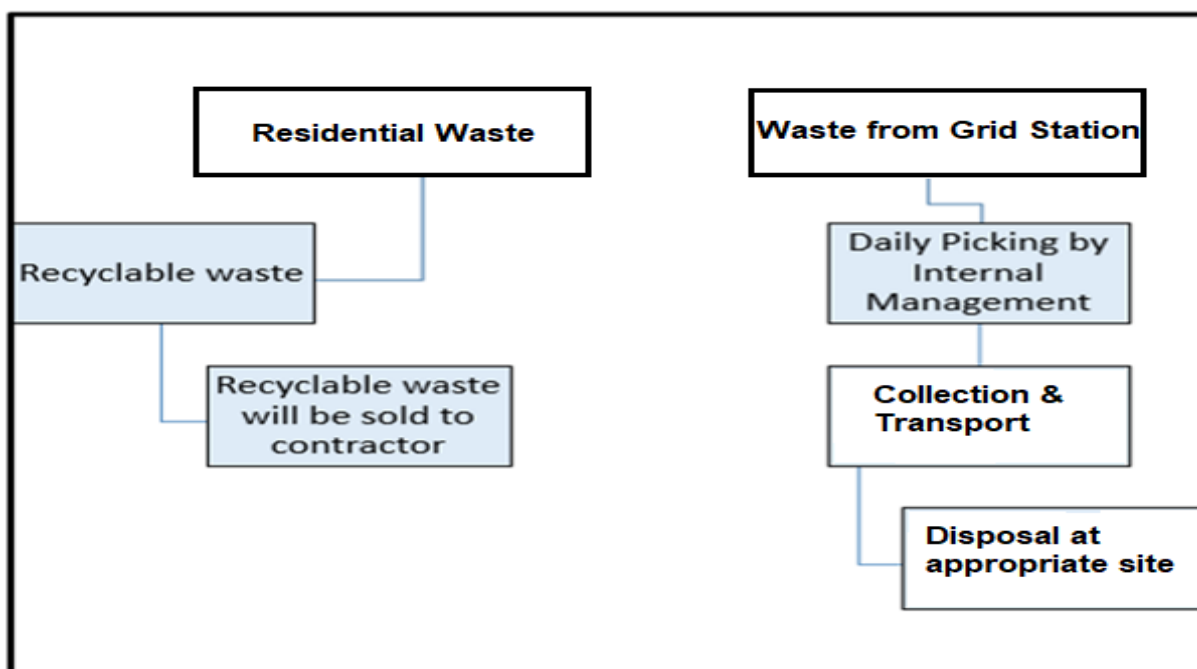 Residential Waste
Waste from Grid Station
Recyclable waste
Daily Picking by
Internal
Management
Recyclable waste
will be sold to
contractor
Collection &
Transport
Disposal at
appropriate site